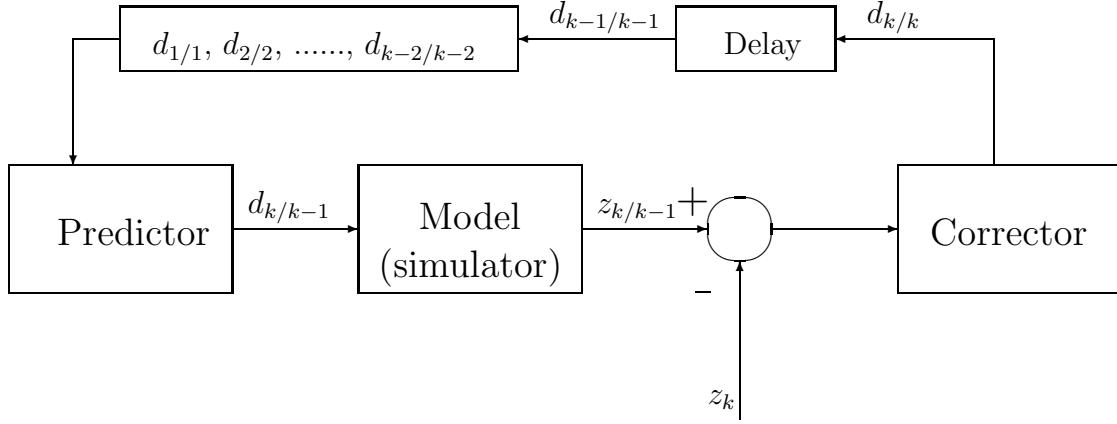 d_{k−1/k−1}
d_{k/k}
d_{1/1}, d_{2/2}, ......, d_{k−2/k−2}
Delay
Predictor
d_{k/k−1}
Model
(simulator)
z_{k/k−1}
+
−
z_k
Corrector